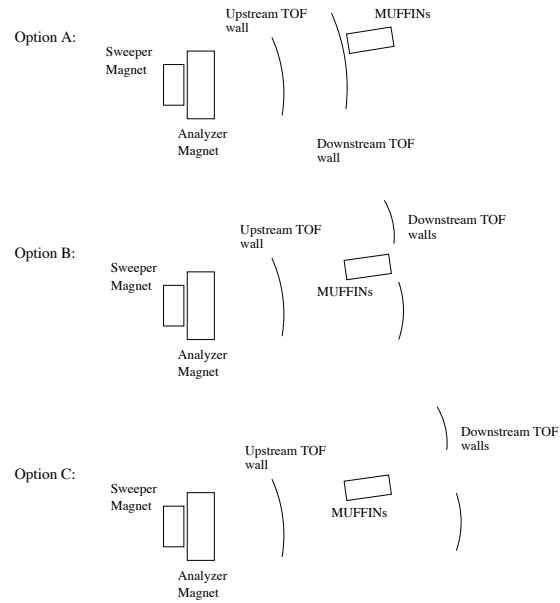 Option A:
Sweeper
Magnet
Analyzer
Magnet
Upstream TOF
wall
MUFFINs
Downstream TOF
wall
Option B:
Sweeper
Magnet
Analyzer
Magnet
Upstream TOF
wall
MUFFINs
Downstream TOF
walls
Option C:
Sweeper
Magnet
Analyzer
Magnet
Upstream TOF
wall
MUFFINs
Downstream TOF
walls